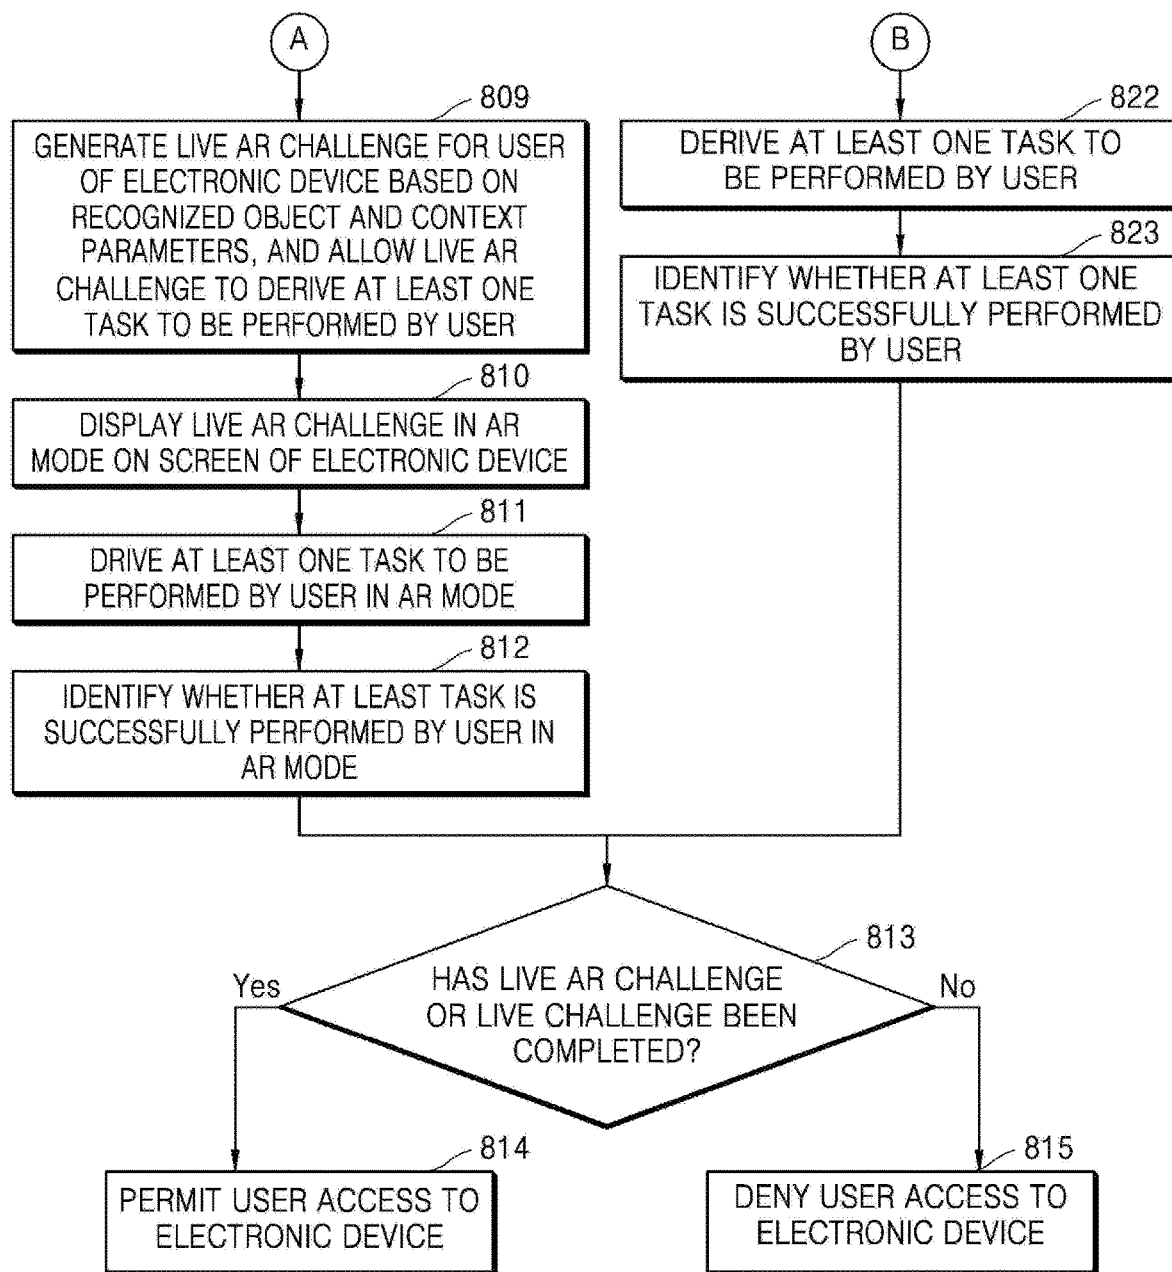 A
809
GENERATE LIVE AR CHALLENGE FOR USER
OF ELECTRONIC DEVICE BASED ON
RECOGNIZED OBJECT AND CONTEXT
PARAMETERS, AND ALLOW LIVE AR
CHALLENGE TO DERIVE AT LEAST ONE
TASK TO BE PERFORMED BY USER
810
DISPLAY LIVE AR CHALLENGE IN AR
MODE ON SCREEN OF ELECTRONIC DEVICE
811
DRIVE AT LEAST ONE TASK TO BE
PERFORMED BY USER IN AR MODE
812
IDENTIFY WHETHER AT LEAST TASK IS
SUCCESSFULLY PERFORMED BY USER IN
AR MODE
B
822
DERIVE AT LEAST ONE TASK TO
BE PERFORMED BY USER
823
IDENTIFY WHETHER AT LEAST ONE
TASK IS SUCCESSFULLY PERFORMED
BY USER
813
HAS LIVE AR CHALLENGE
OR LIVE CHALLENGE BEEN
COMPLETED?
Yes
No
814
PERMIT USER ACCESS TO
ELECTRONIC DEVICE
815
DENY USER ACCESS TO
ELECTRONIC DEVICE